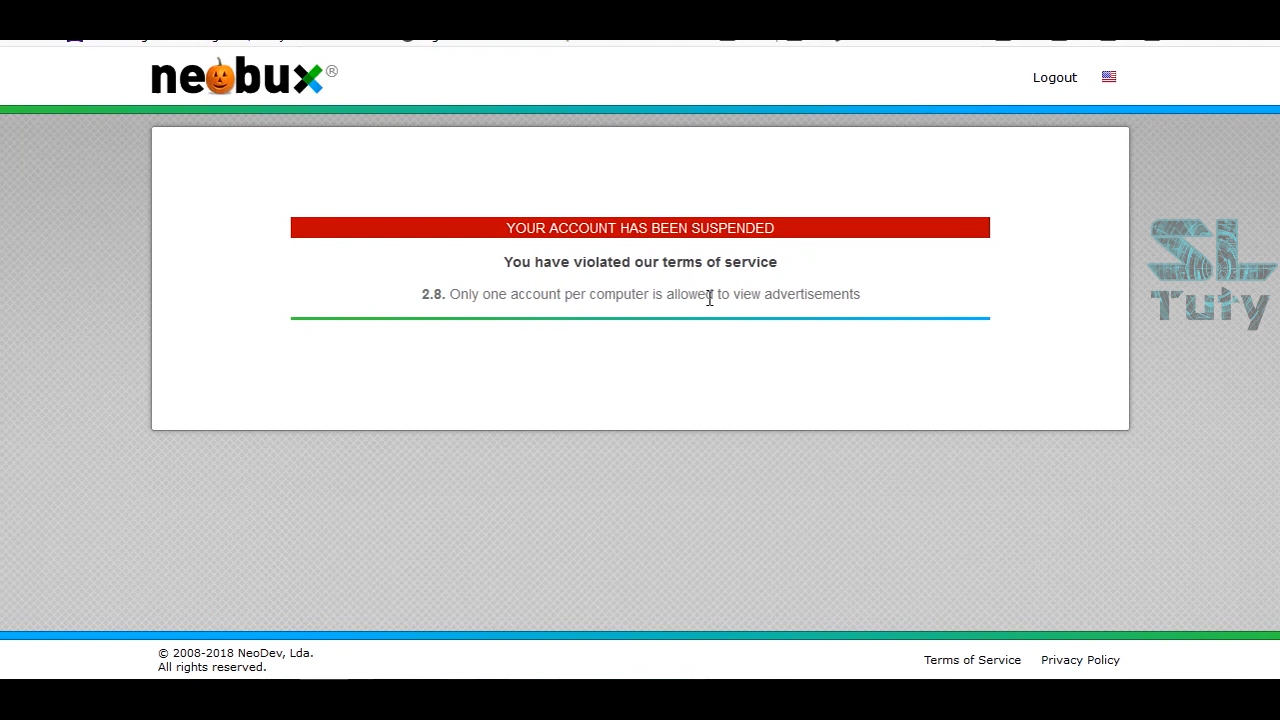 neobux®
Logout
YOUR ACCOUNT HAS BEEN SUSPENDED
You have violated our terms of service
2.8. Only one account per computer is allowed to view advertisements
SL
Tuty
© 2008-2018 NeoDev, Lda.
All rights reserved.
Terms of Service Privacy Policy